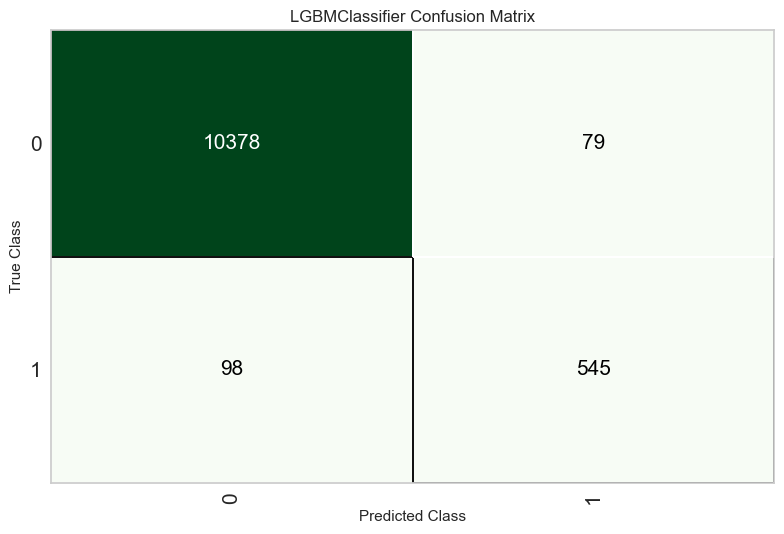 LGBMClassifier Confusion Matrix
True Class
0
10378
79
1
98
545
0
1
Predicted Class